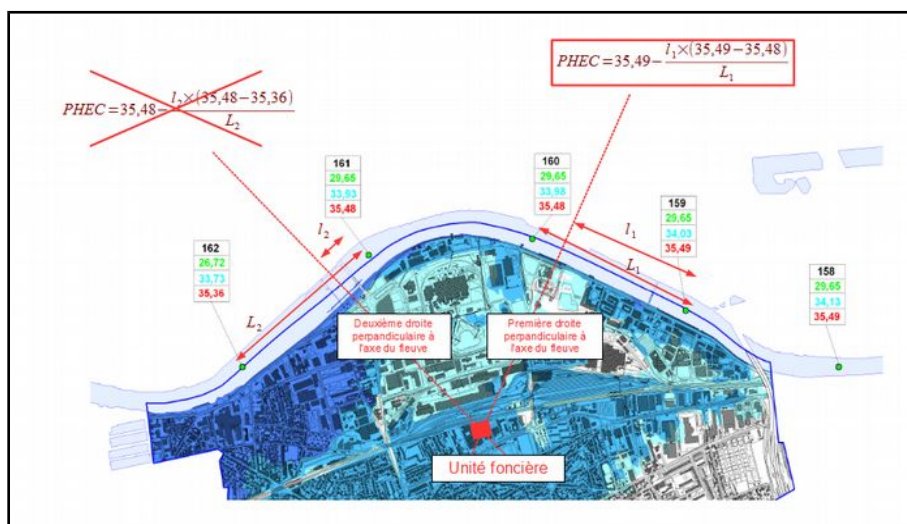 PHEC=35,49−l₁×(35,49−35,48)/L₁
PHEC=35,48−l₂×(35,48−35,36)/L₂
161
29,65
33,93
35,48
160
29,65
33,98
35,48
159
29,65
34,03
35,49
162
26,72
33,73
35,36
158
29,65
34,13
35,49
l₂
l₁
L₁
L₂
Deuxième droite
perpandiculaire à
l'axe du fleuve
Première droite
perpandiculaire à
l'axe du fleuve
Unité foncière